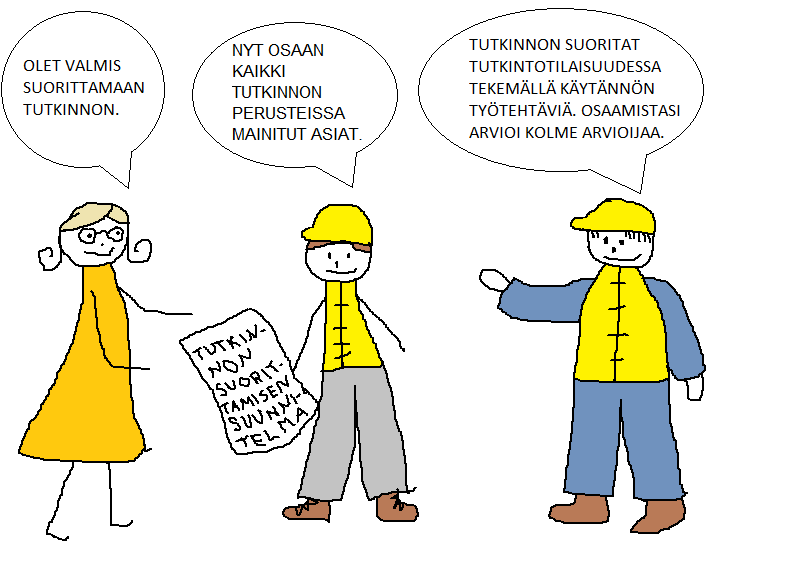 OLET VALMIS
SUORITTAMAAN
TUTKINNON.
NYT OSAAN
KAIKKI
TUTKINNON
PERUSTEISSA
MAINITUT ASIAT.
TUTKINNON SUORITAT
TUTKINTOTILAISUUDESSA
TEKEMÄLLÄ KÄYTÄNNÖN
TYÖTEHTÄVIÄ. OSAAMISTASI
ARVIOI KOLME ARVIOIJAA.
TUTKIN-
NON
SUORIT-
TAMISEN
SUUNNI-
TELMA